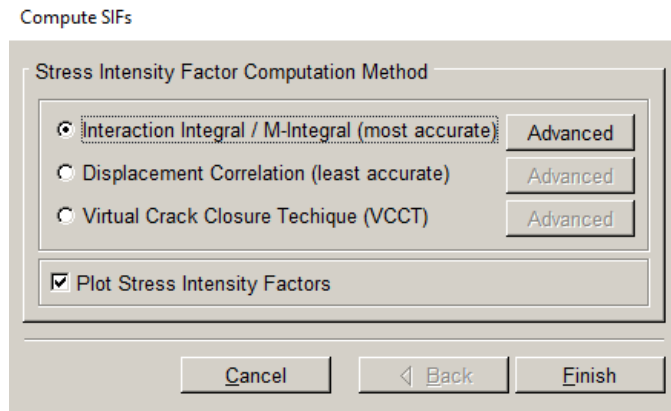 Compute SIFs
Stress Intensity Factor Computation Method
Interaction Integral / M-Integral (most accurate) Advanced
Displacement Correlation (least accurate) Advanced
Virtual Crack Closure Techique (VCCT) Advanced
Plot Stress Intensity Factors
Cancel Back Finish